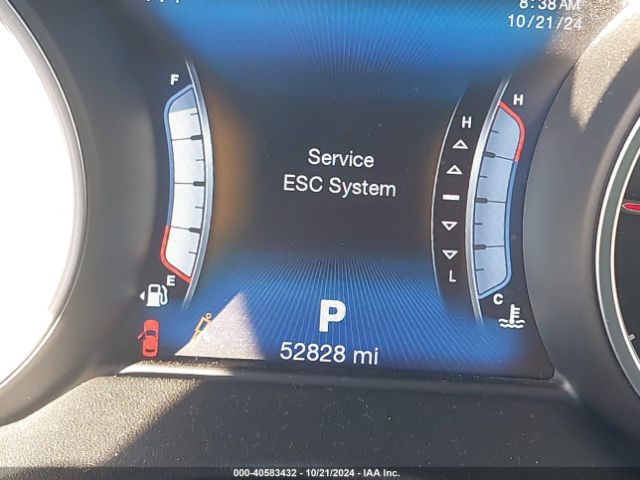 8:38 AM
10/21/24
F
H
H
Service
ESC System
E
L
C
P
52828 mi
000-40583432 - 10/21/2024 - IAA Inc.